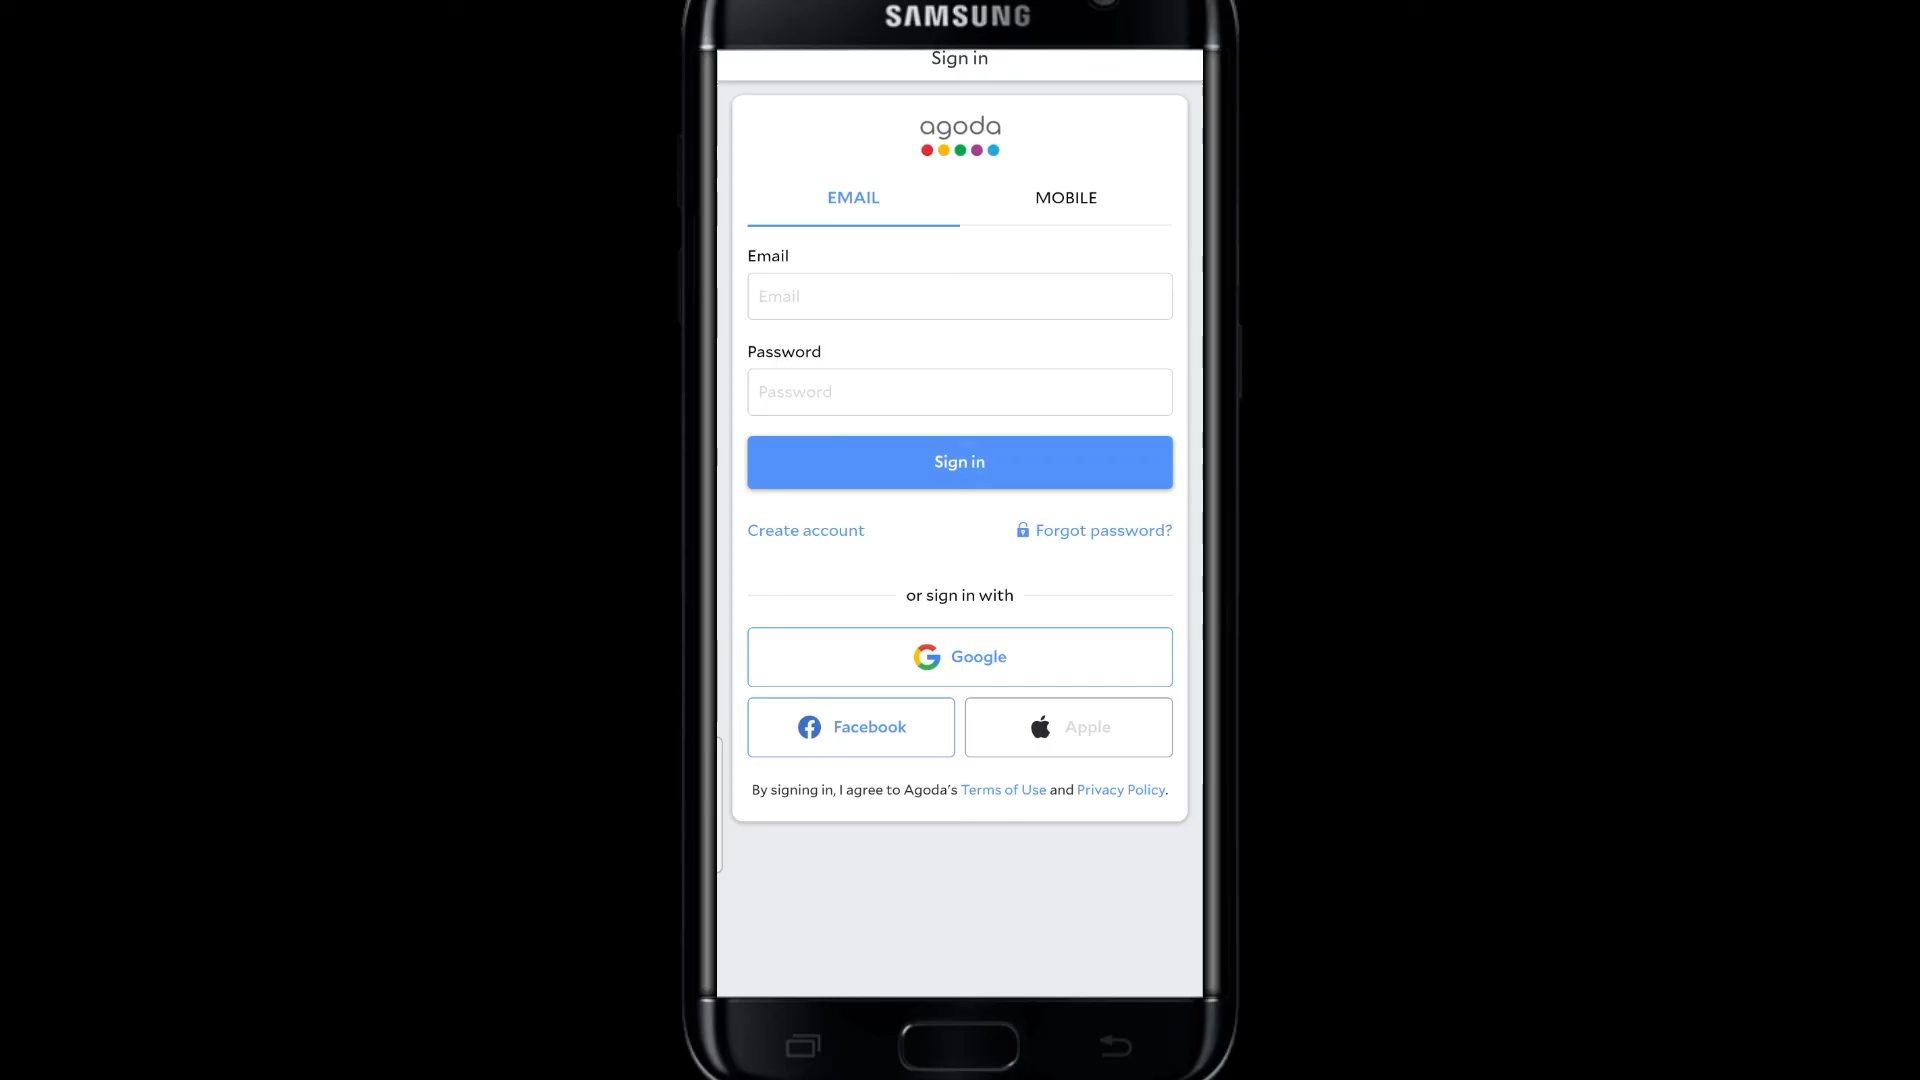 SAMSUNG
Sign in
agoda
EMAIL MOBILE
Email
Email
Password
Password
Sign in
Create account Forgot password?
or sign in with
Google
Facebook Apple
By signing in, I agree to Agoda's Terms of Use and Privacy Policy.